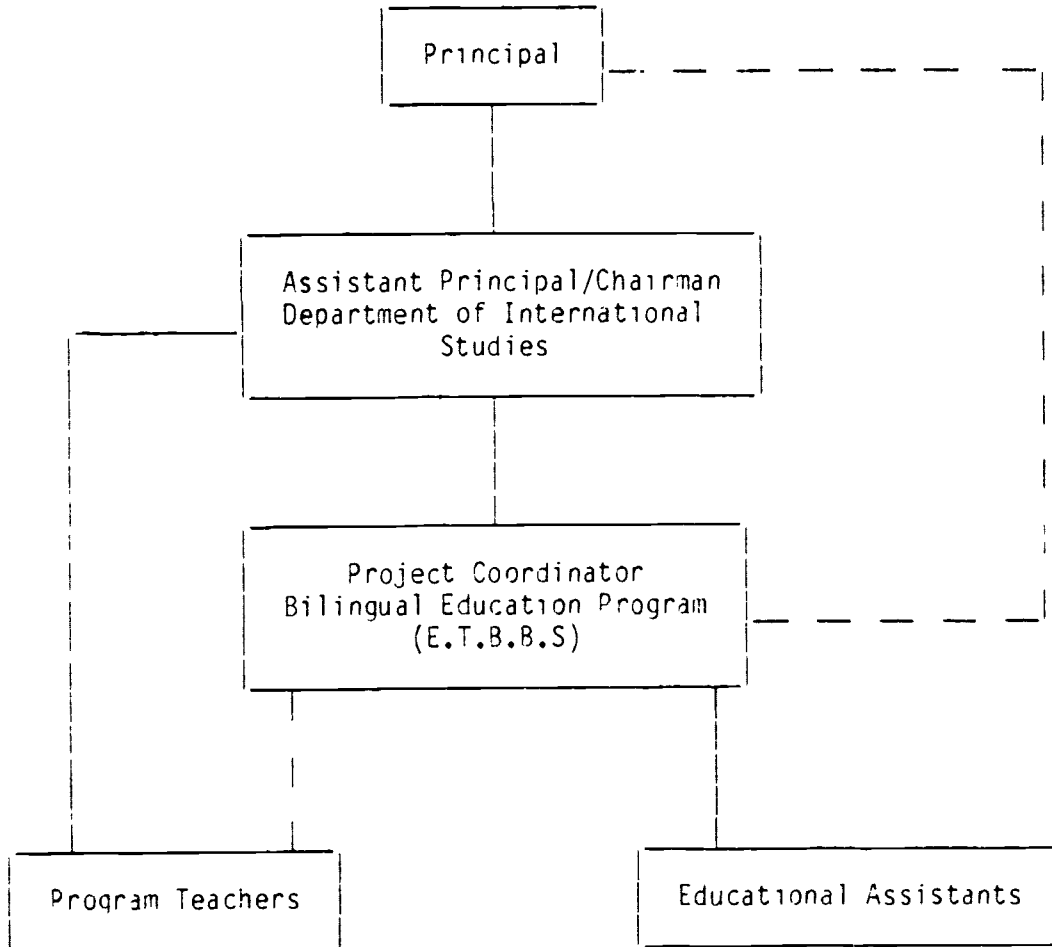 Principal
Assistant Principal/Chairman
Department of International
Studies
Project Coordinator
Bilingual Education Program
(E.T.B.B.S)
Program Teachers
Educational Assistants